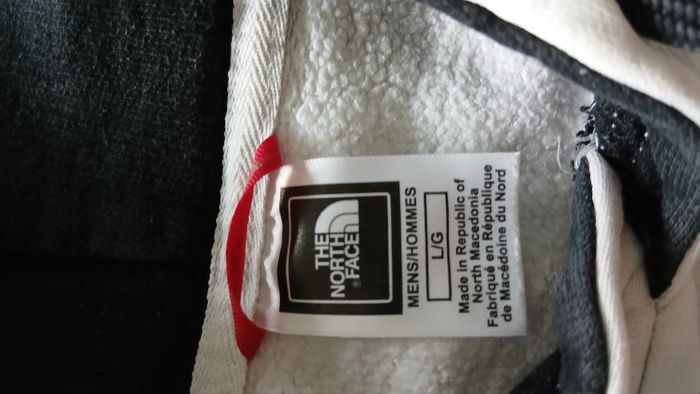 THE
NORTH
FACE®
MENS/HOMMES
L/G
Made in Republic of
North Macedonia
Fabriqué en République
de Macédoine du Nord